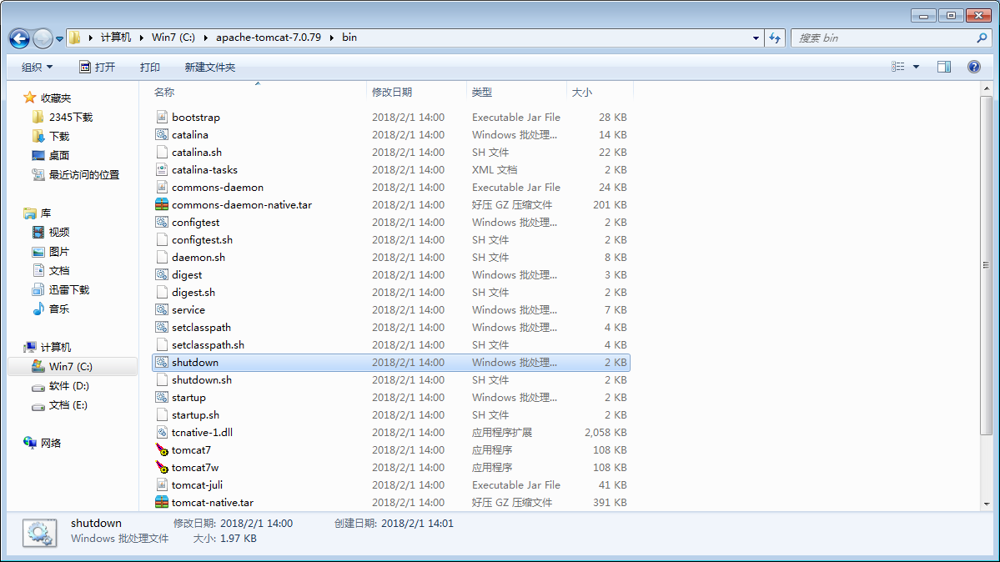 计算机 Win7 (C:) apache-tomcat-7.0.79 bin 搜索 bin
组织 打开 打印 新建文件夹
名称 修改日期 类型 大小
收藏夹
2345下载
下载
桌面
最近访问的位置
库
视频
图片
文档
迅雷下载
音乐
计算机
Win7 (C:)
软件 (D:)
文档 (E:)
网络
bootstrap 2018/2/1 14:00 Executable Jar File 28 KB
catalina 2018/2/1 14:00 Windows 批处理... 14 KB
catalina.sh 2018/2/1 14:00 SH 文件 22 KB
catalina-tasks 2018/2/1 14:00 XML 文档 2 KB
commons-daemon 2018/2/1 14:00 Executable Jar File 24 KB
commons-daemon-native.tar 2018/2/1 14:00 好压 GZ 压缩文件 201 KB
configtest 2018/2/1 14:00 Windows 批处理... 2 KB
configtest.sh 2018/2/1 14:00 SH 文件 2 KB
daemon.sh 2018/2/1 14:00 SH 文件 8 KB
digest 2018/2/1 14:00 Windows 批处理... 3 KB
digest.sh 2018/2/1 14:00 SH 文件 2 KB
service 2018/2/1 14:00 Windows 批处理... 7 KB
setclasspath 2018/2/1 14:00 Windows 批处理... 4 KB
setclasspath.sh 2018/2/1 14:00 SH 文件 4 KB
shutdown 2018/2/1 14:00 Windows 批处理... 2 KB
shutdown.sh 2018/2/1 14:00 SH 文件 2 KB
startup 2018/2/1 14:00 Windows 批处理... 2 KB
startup.sh 2018/2/1 14:00 SH 文件 2 KB
tcnative-1.dll 2018/2/1 14:00 应用程序扩展 2,058 KB
tomcat7 2018/2/1 14:00 应用程序 108 KB
tomcat7w 2018/2/1 14:00 应用程序 108 KB
tomcat-juli 2018/2/1 14:00 Executable Jar File 41 KB
tomcat-native.tar 2018/2/1 14:00 好压 GZ 压缩文件 391 KB
shutdown 修改日期: 2018/2/1 14:00 创建日期: 2018/2/1 14:01
Windows 批处理文件 大小: 1.97 KB